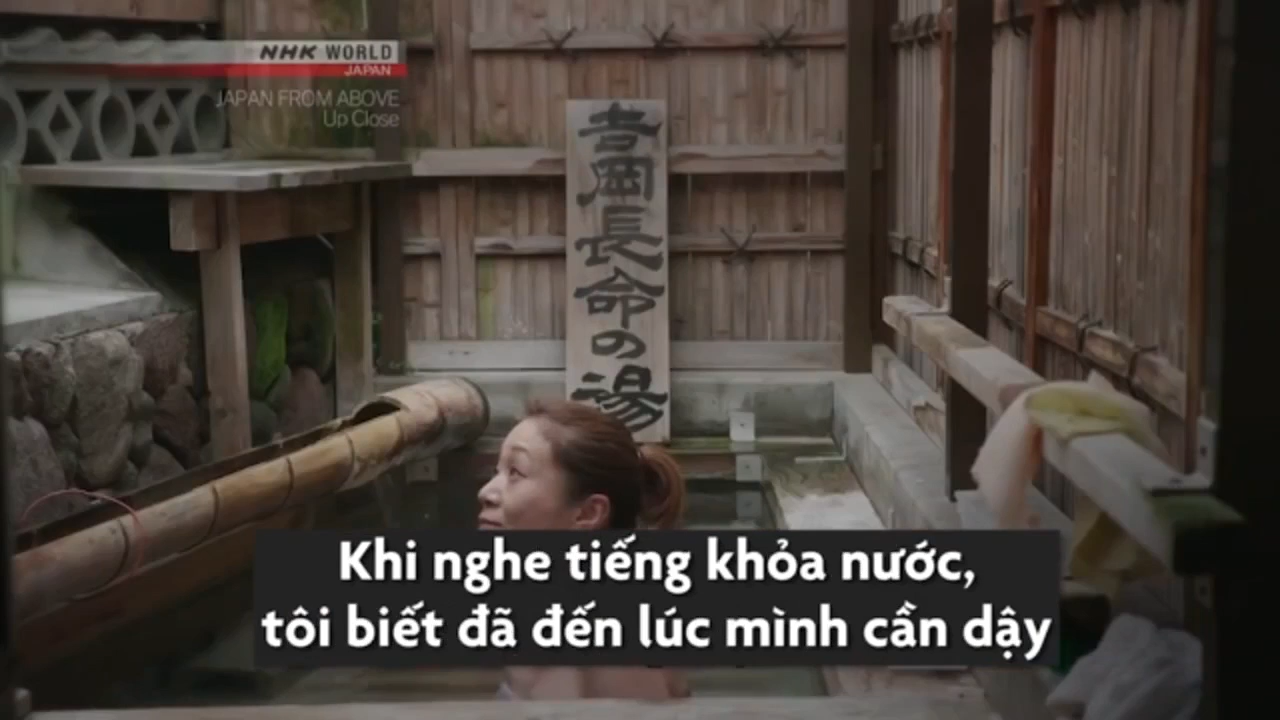 NHK WORLD
JAPAN
JAPAN FROM ABOVE
Up Close
吉岡長命の湯
Khi nghe tiếng khỏa nước,
tôi biết đã đến lúc mình cần dậy